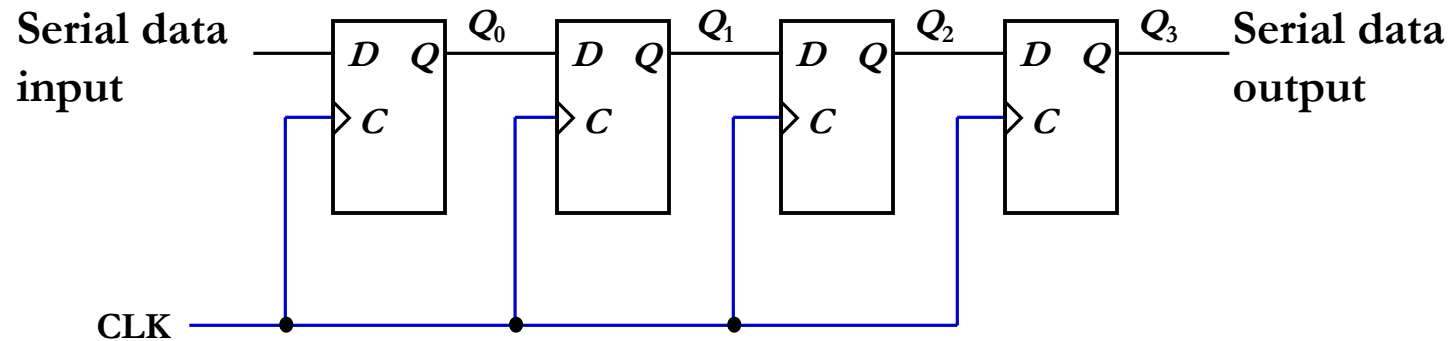 Serial data
input
D Q
C
Q₀
D Q
C
Q₁
D Q
C
Q₂
D Q
C
Q₃
Serial data
output
CLK